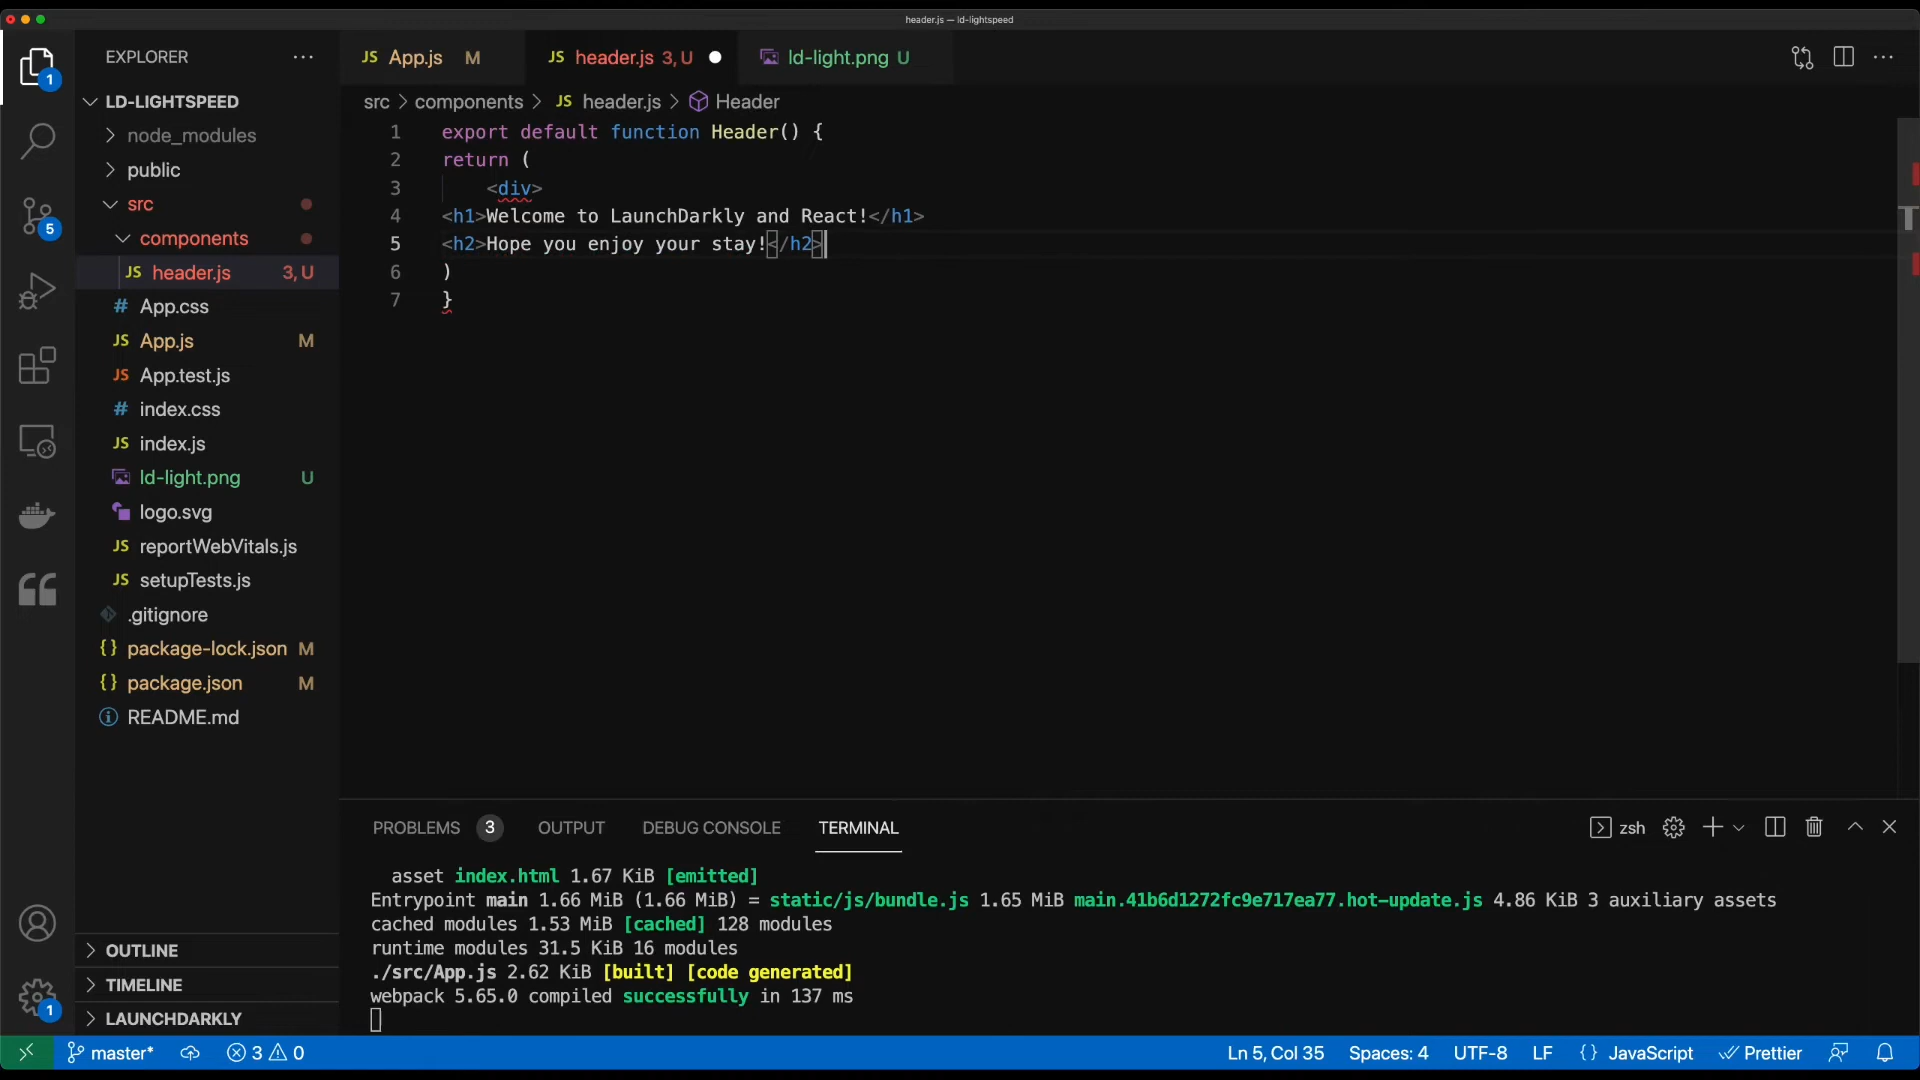 header.js — ld-lightspeed
1
EXPLORER ···
JS App.js M
JS header.js 3, U
ld-light.png U
···
LD-LIGHTSPEED
src > components > JS header.js > Header
node_modules
public
src
components
JS header.js 3, U
# App.css
JS App.js M
JS App.test.js
# index.css
JS index.js
ld-light.png U
logo.svg
JS reportWebVitals.js
JS setupTests.js
.gitignore
{} package-lock.json M
{} package.json M
README.md
5
OUTLINE
TIMELINE
LAUNCHDARKLY
1
1 export default function Header() {
2 return (
3 <div>
4 <h1>Welcome to LaunchDarkly and React!</h1>
5 <h2>Hope you enjoy your stay!</h2>
6 )
7 }
PROBLEMS 3 OUTPUT DEBUG CONSOLE TERMINAL zsh
asset index.html 1.67 KiB [emitted]
Entrypoint main 1.66 MiB (1.66 MiB) = static/js/bundle.js 1.65 MiB main.41b6d1272fc9e717ea77.hot-update.js 4.86 KiB 3 auxiliary assets
cached modules 1.53 MiB [cached] 128 modules
runtime modules 31.5 KiB 16 modules
./src/App.js 2.62 KiB [built] [code generated]
webpack 5.65.0 compiled successfully in 137 ms
master* 3 0 Ln 5, Col 35 Spaces: 4 UTF-8 LF {} JavaScript Prettier